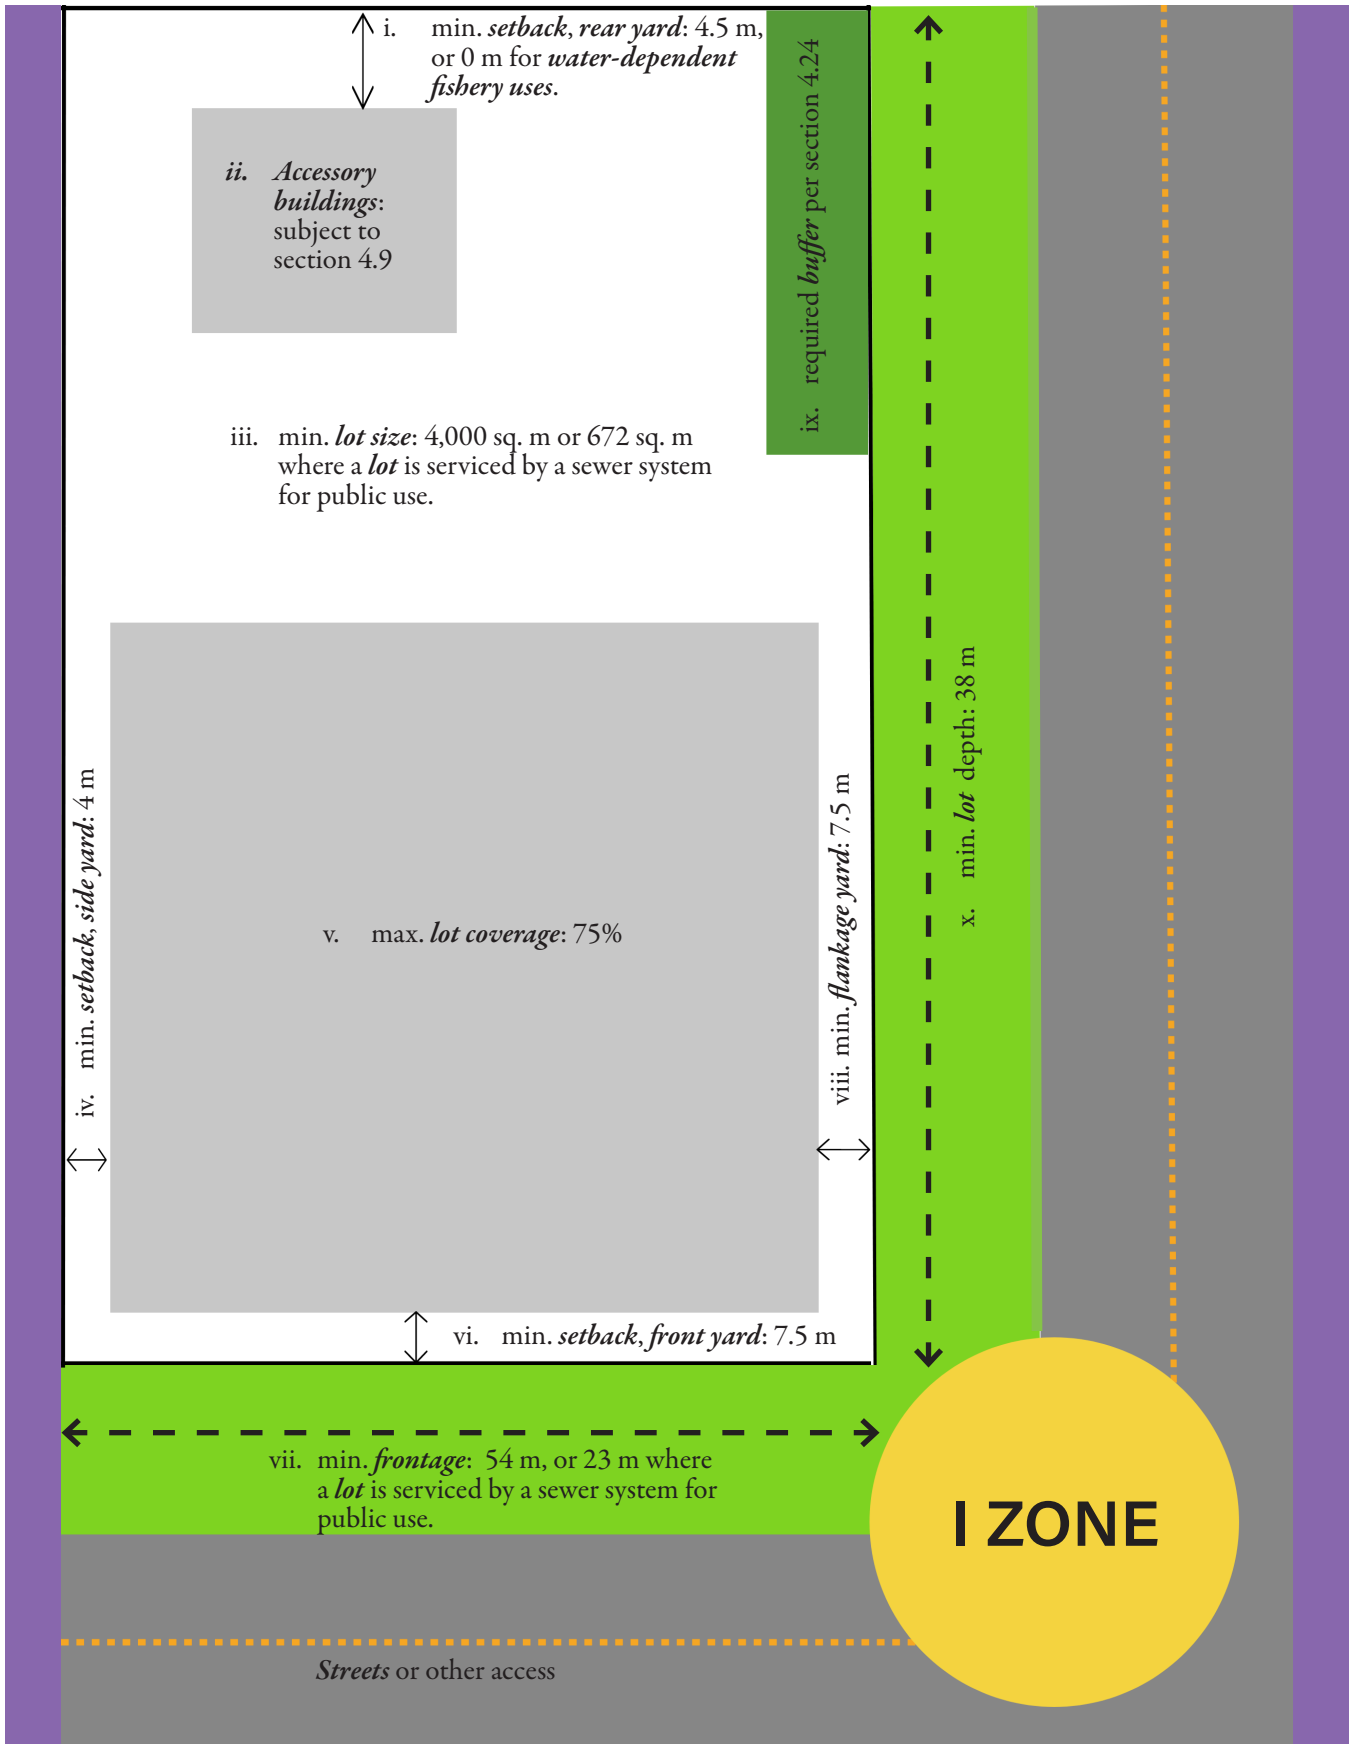 i. min. setback, rear yard: 4.5 m,
or 0 m for water-dependent
fishery uses.
ii. Accessory
buildings:
subject to
section 4.9
ix. required buffer per section 4.24
iii. min. lot size: 4,000 sq. m or 672 sq. m
where a lot is serviced by a sewer system
for public use.
iv. min. setback, side yard: 4 m
v. max. lot coverage: 75%
viii. min. flankage yard: 7.5 m
x. min. lot depth: 38 m
vi. min. setback, front yard: 7.5 m
vii. min. frontage: 54 m, or 23 m where
a lot is serviced by a sewer system for
public use.
I ZONE
Streets or other access